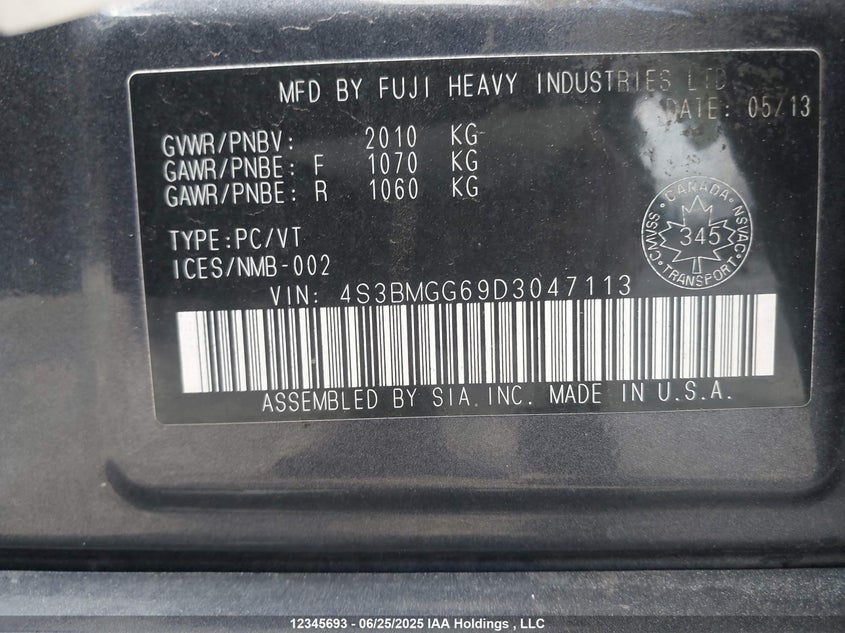 MFD BY FUJI HEAVY INDUSTRIES LTD
DATE: 05/13
GVWR/PNBV: 2010 KG
GAWR/PNBE: F 1070 KG
GAWR/PNBE: R 1060 KG
TYPE:PC/VT
ICES/NMB-002
CANADA
CMVSS 345 NSVAC
TRANSPORT
VIN: 4S3BMGG69D3047113
ASSEMBLED BY SIA.INC. MADE IN U.S.A.
12345693 - 06/25/2025 IAA Holdings , LLC